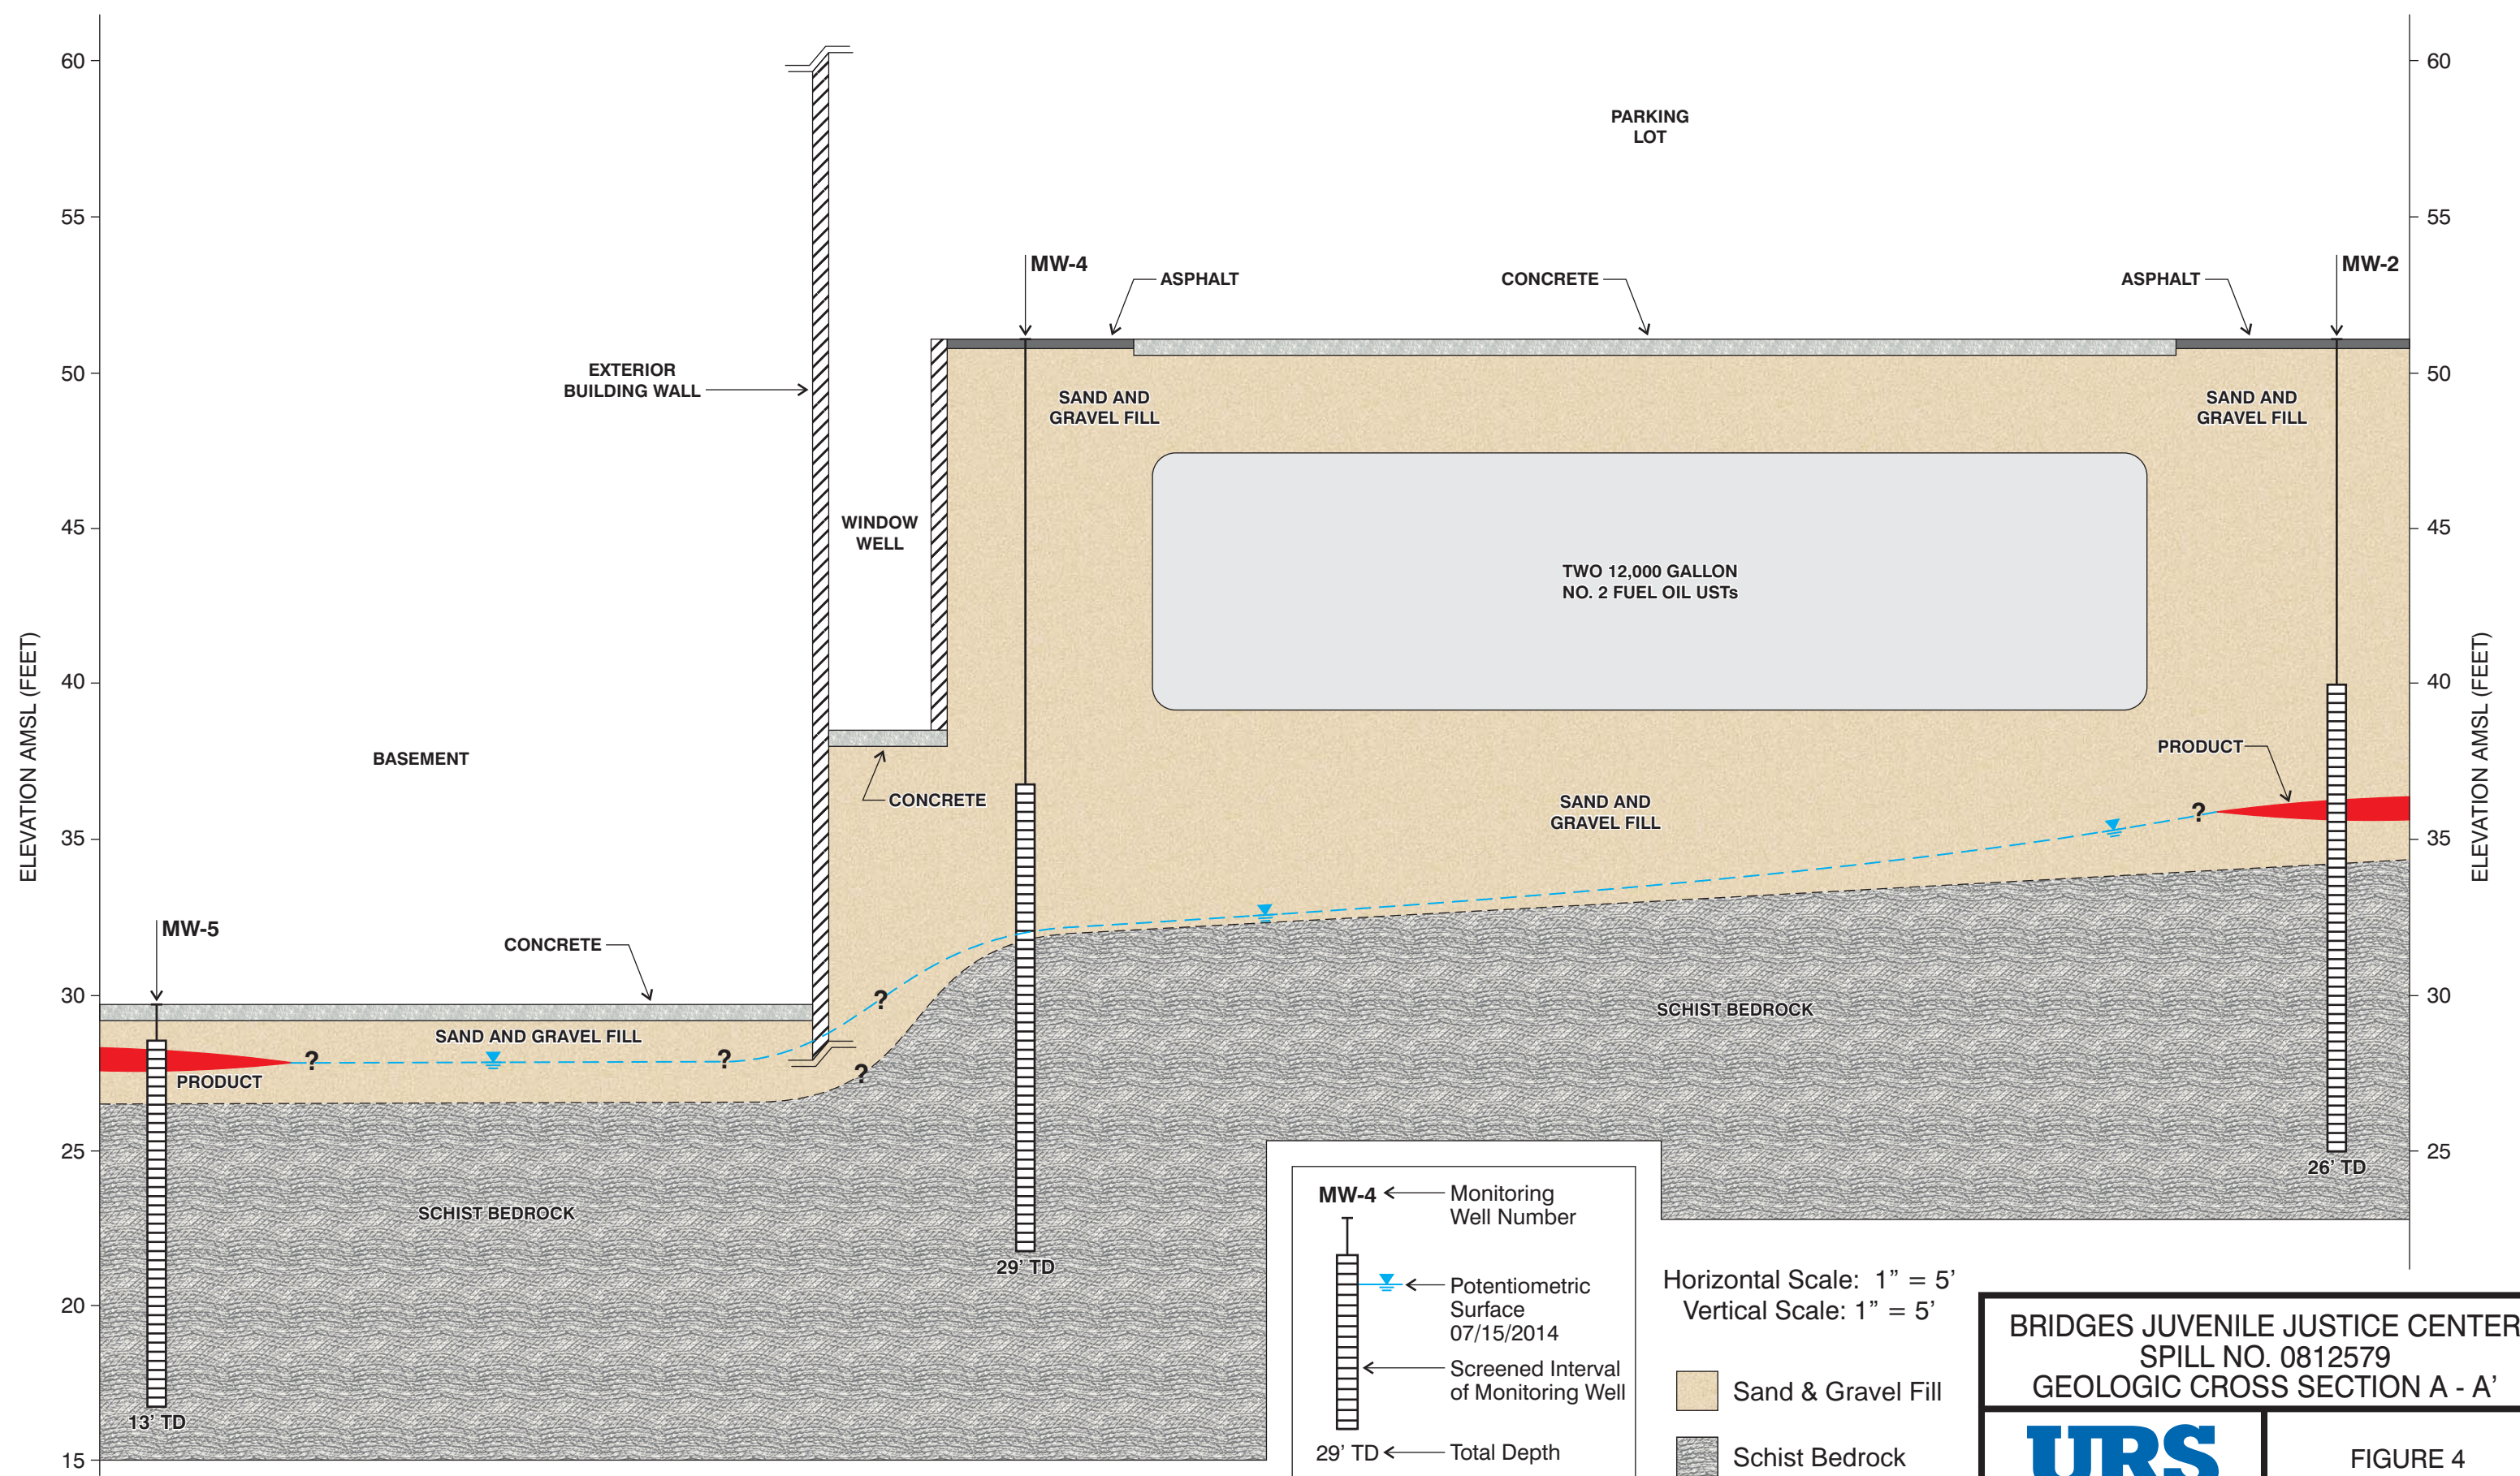 60
60
PARKING
LOT
55
55
MW-4
MW-2
ASPHALT
CONCRETE
ASPHALT
50
50
EXTERIOR
BUILDING WALL
SAND AND
GRAVEL FILL
SAND AND
GRAVEL FILL
45
45
WINDOW
WELL
TWO 12,000 GALLON
NO. 2 FUEL OIL USTs
40
40
ELEVATION AMSL (FEET)
ELEVATION AMSL (FEET)
BASEMENT
PRODUCT
CONCRETE
SAND AND
GRAVEL FILL
?
35
35
MW-5
CONCRETE
30
30
?
SCHIST BEDROCK
SAND AND GRAVEL FILL
?
?
?
PRODUCT
25
25
26' TD
SCHIST BEDROCK
29' TD
20
13' TD
15
MW-4
Monitoring
Well Number
Potentiometric
Surface
07/15/2014
Screened Interval
of Monitoring Well
29' TD
Total Depth
Horizontal Scale: 1" = 5'
Vertical Scale: 1" = 5'
Sand & Gravel Fill
Schist Bedrock
BRIDGES JUVENILE JUSTICE CENTER
SPILL NO. 0812579
GEOLOGIC CROSS SECTION A - A'
URS
FIGURE 4